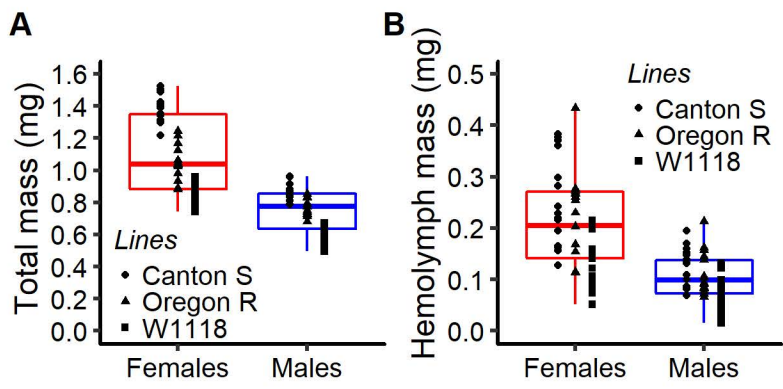 A
Total mass (mg)
1.6
1.4
1.2
1.0
0.8
0.6
0.4
0.2
0.0
Lines
Canton S
Oregon R
W1118
Females
Males
B
Hemolymph mass (mg)
0.5
0.4
0.3
0.2
0.1
0.0
Lines
Canton S
Oregon R
W1118
Females
Males